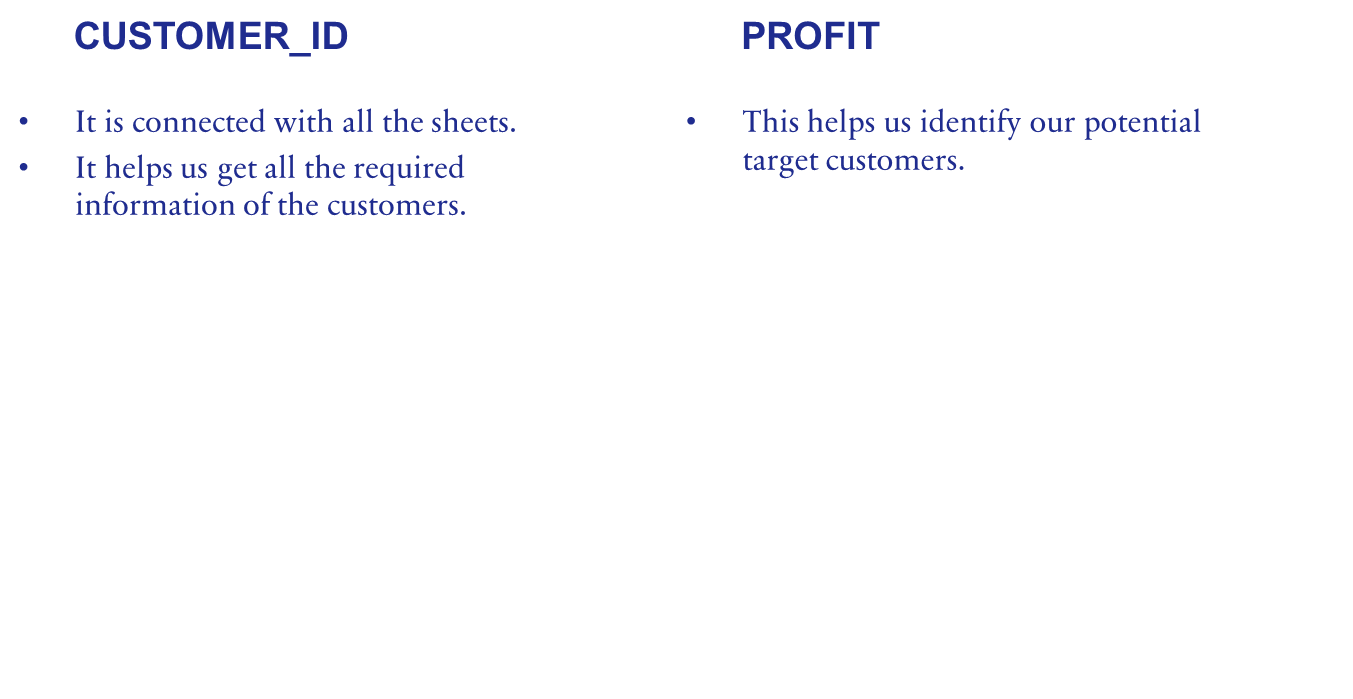 CUSTOMER_ID
• It is connected with all the sheets.
• It helps us get all the required
information of the customers.
PROFIT
• This helps us identify our potential
target customers.